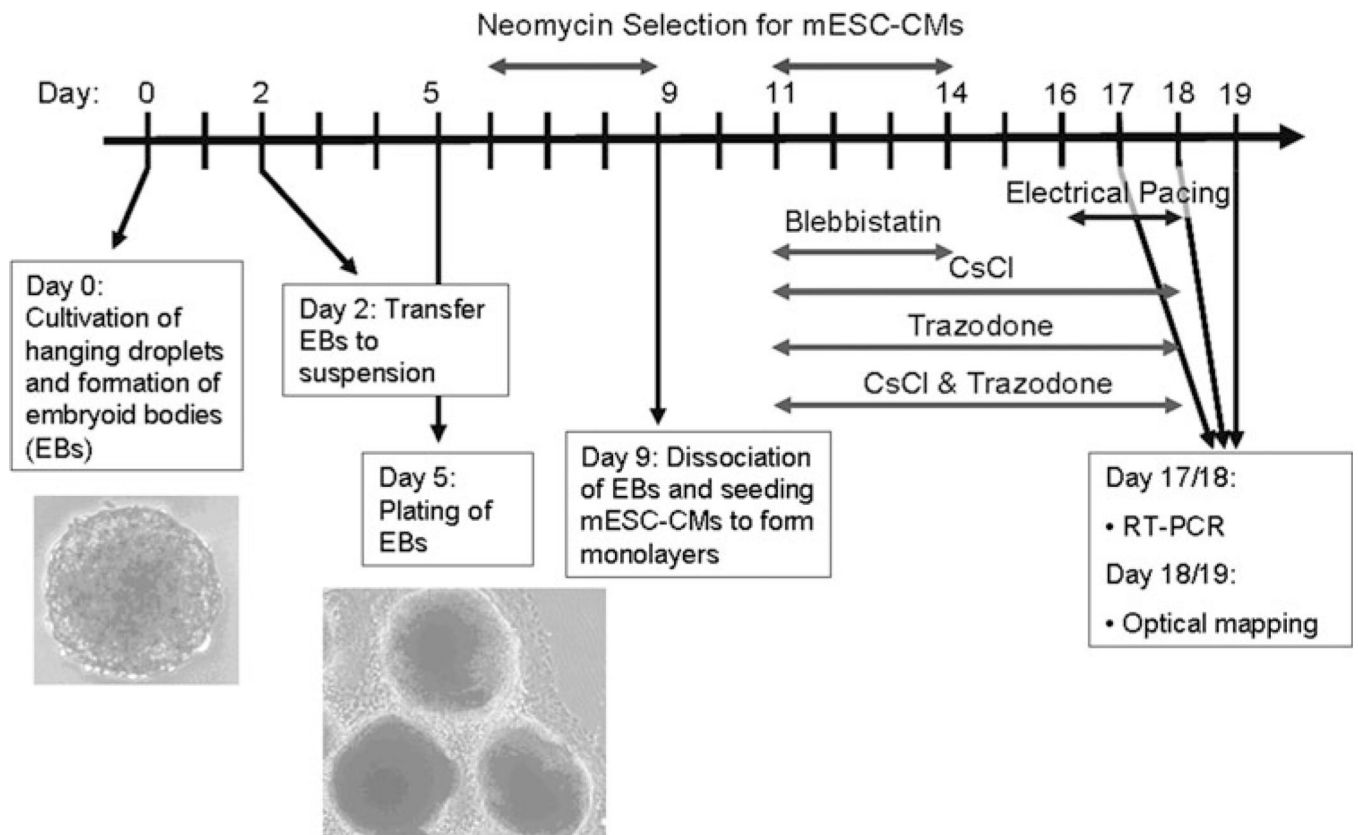 Neomycin Selection for mESC-CMs
Day: 0 2 5 9 11 14 16 17 18 19
Electrical Pacing
Blebbistatin
CsCl
Trazodone
CsCl & Trazodone
Day 0:
Cultivation of
hanging droplets
and formation of
embryoid bodies
(EBs)
Day 2: Transfer
EBs to
suspension
Day 5:
Plating of
EBs
Day 9: Dissociation
of EBs and seeding
mESC-CMs to form
monolayers
Day 17/18:
• RT-PCR
Day 18/19:
• Optical mapping